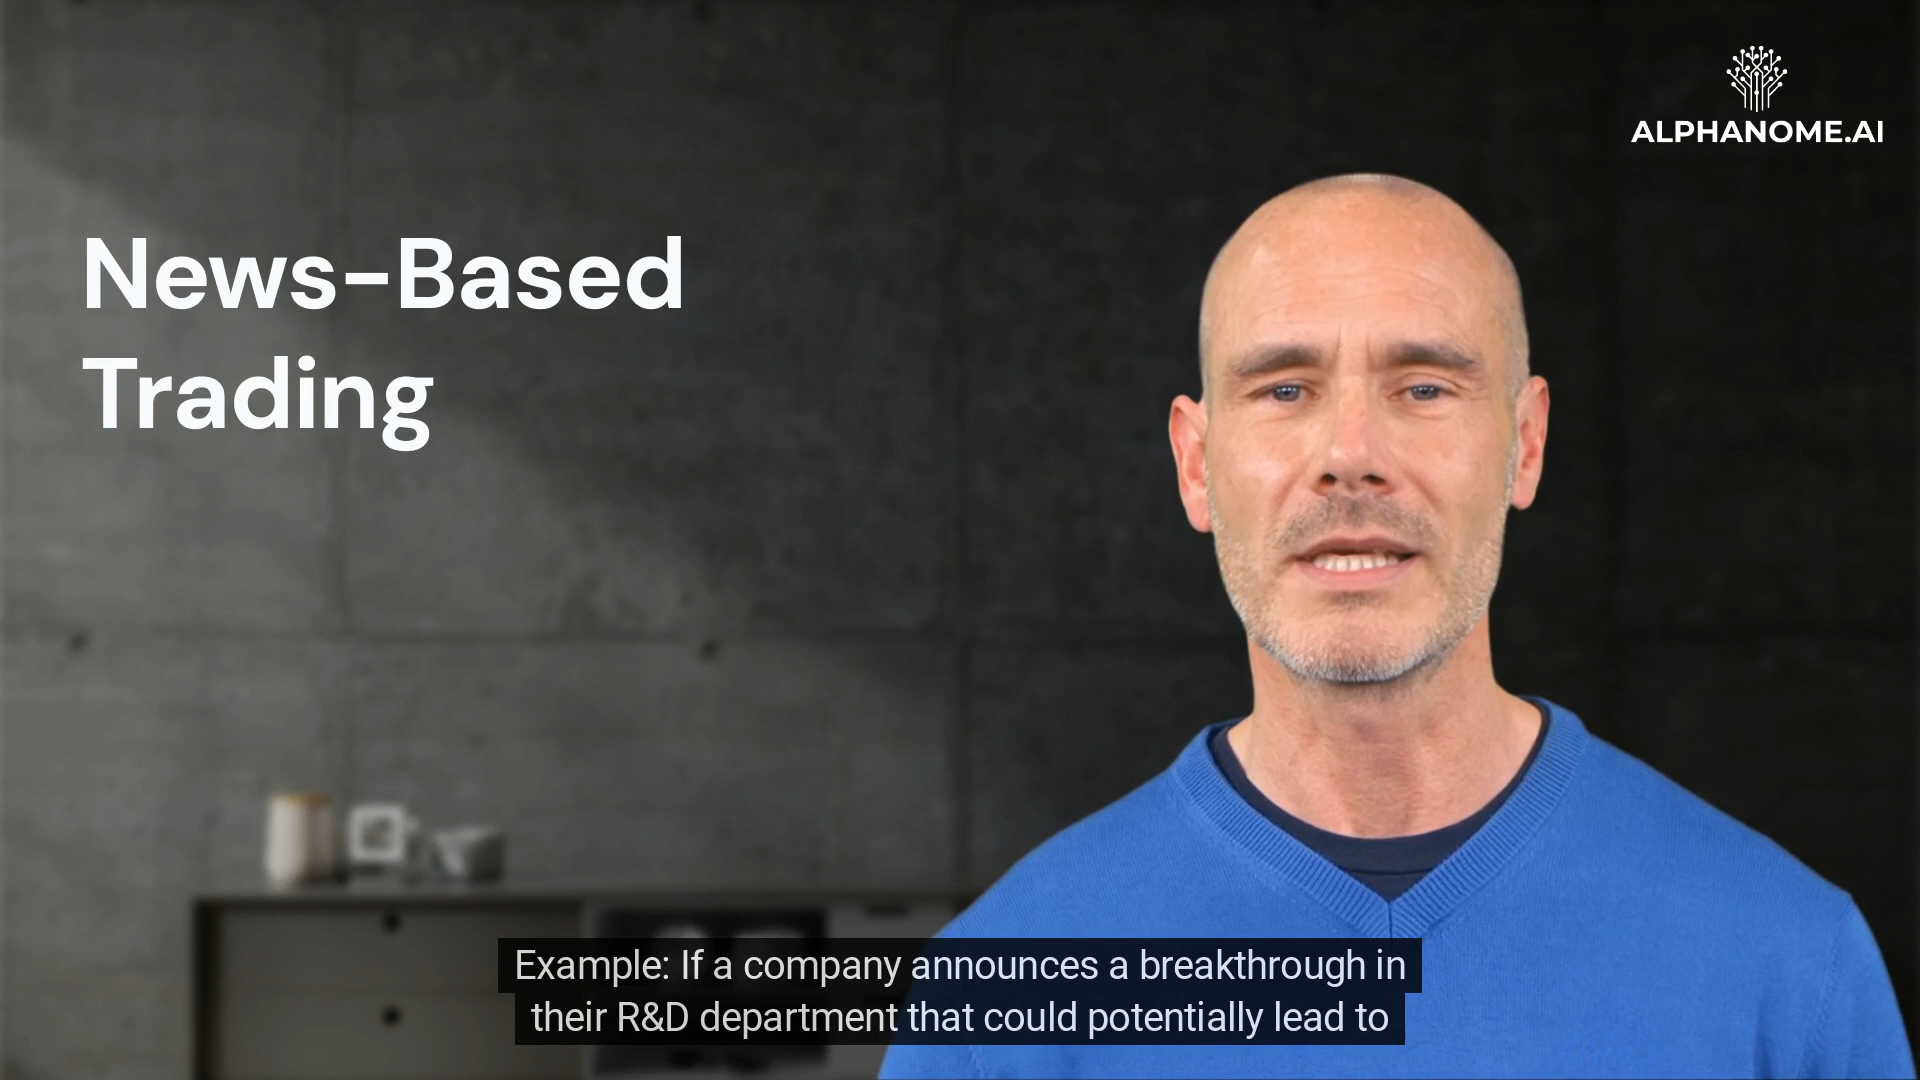 ALPHANOME.AI
News-Based
Trading
Example: If a company announces a breakthrough in
their R&D department that could potentially lead to